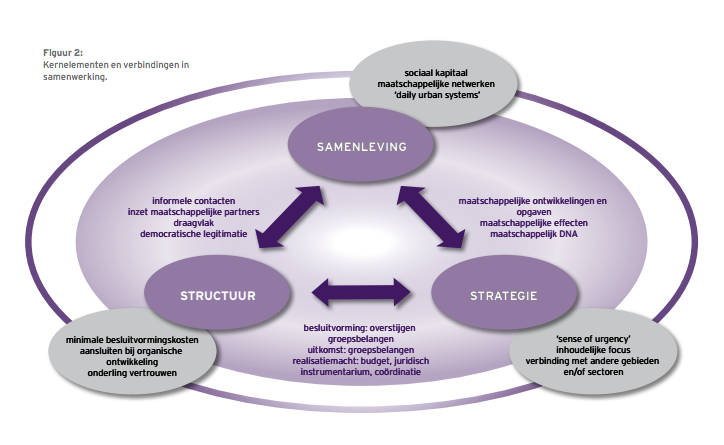 Figuur 2:
Kernelementen en verbindingen in
samenwerking.
sociaal kapitaal
maatschappelijke netwerken
'daily urban systems'
SAMENLEVING
informele contacten
inzet maatschappelijke partners
draagvlak
democratische legitimatie
maatschappelijke ontwikkelingen en
opgaven
maatschappelijke effecten
maatschappelijk DNA
STRUCTUUR
STRATEGIE
besluitvorming: overstijgen
groepsbelangen
uitkomst: groepsbelangen
realisatiemacht: budget, juridisch
instrumentarium, coördinatie
minimale besluitvormingskosten
aansluiten bij organische
ontwikkeling
onderling vertrouwen
'sense of urgency'
inhoudelijke focus
verbinding met andere gebieden
en/of sectoren